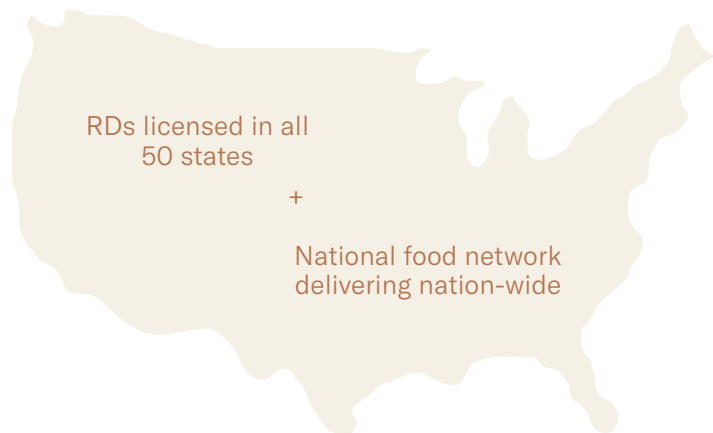 RDs licensed in all
50 states
+
National food network
delivering nation-wide